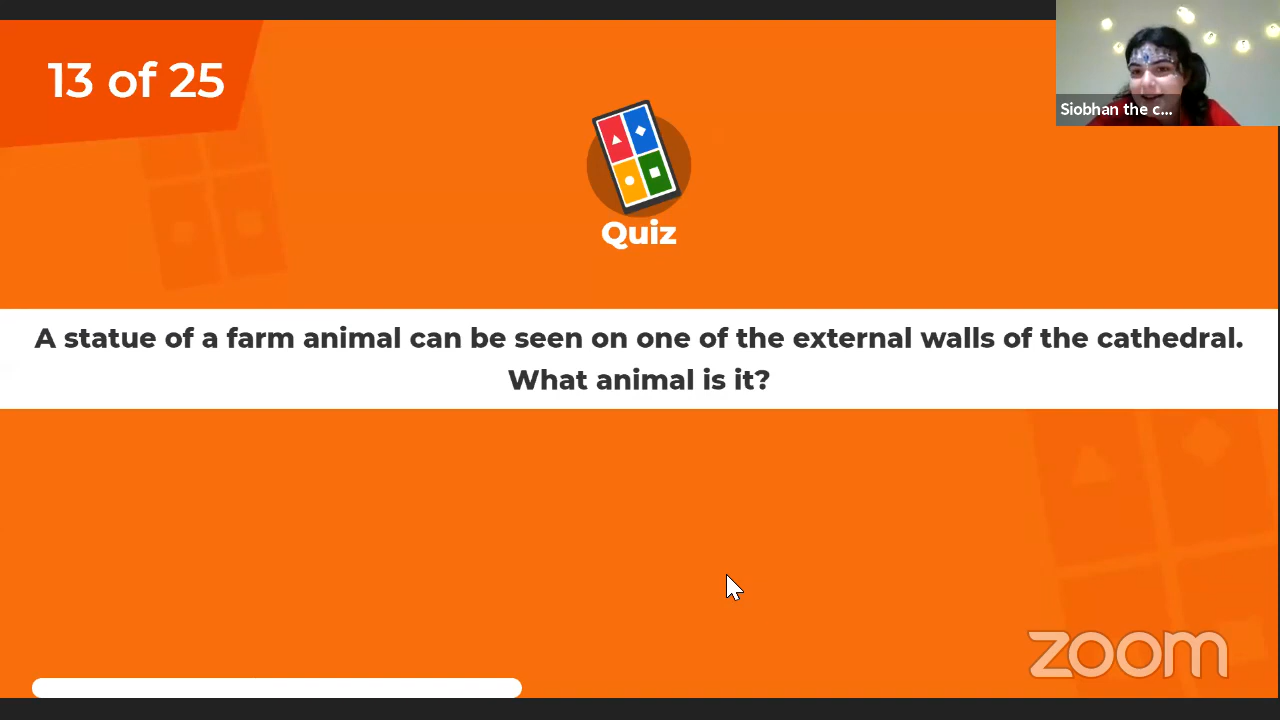 13 of 25
Siobhan the c...
Quiz
A statue of a farm animal can be seen on one of the external walls of the cathedral.
What animal is it?
zoom